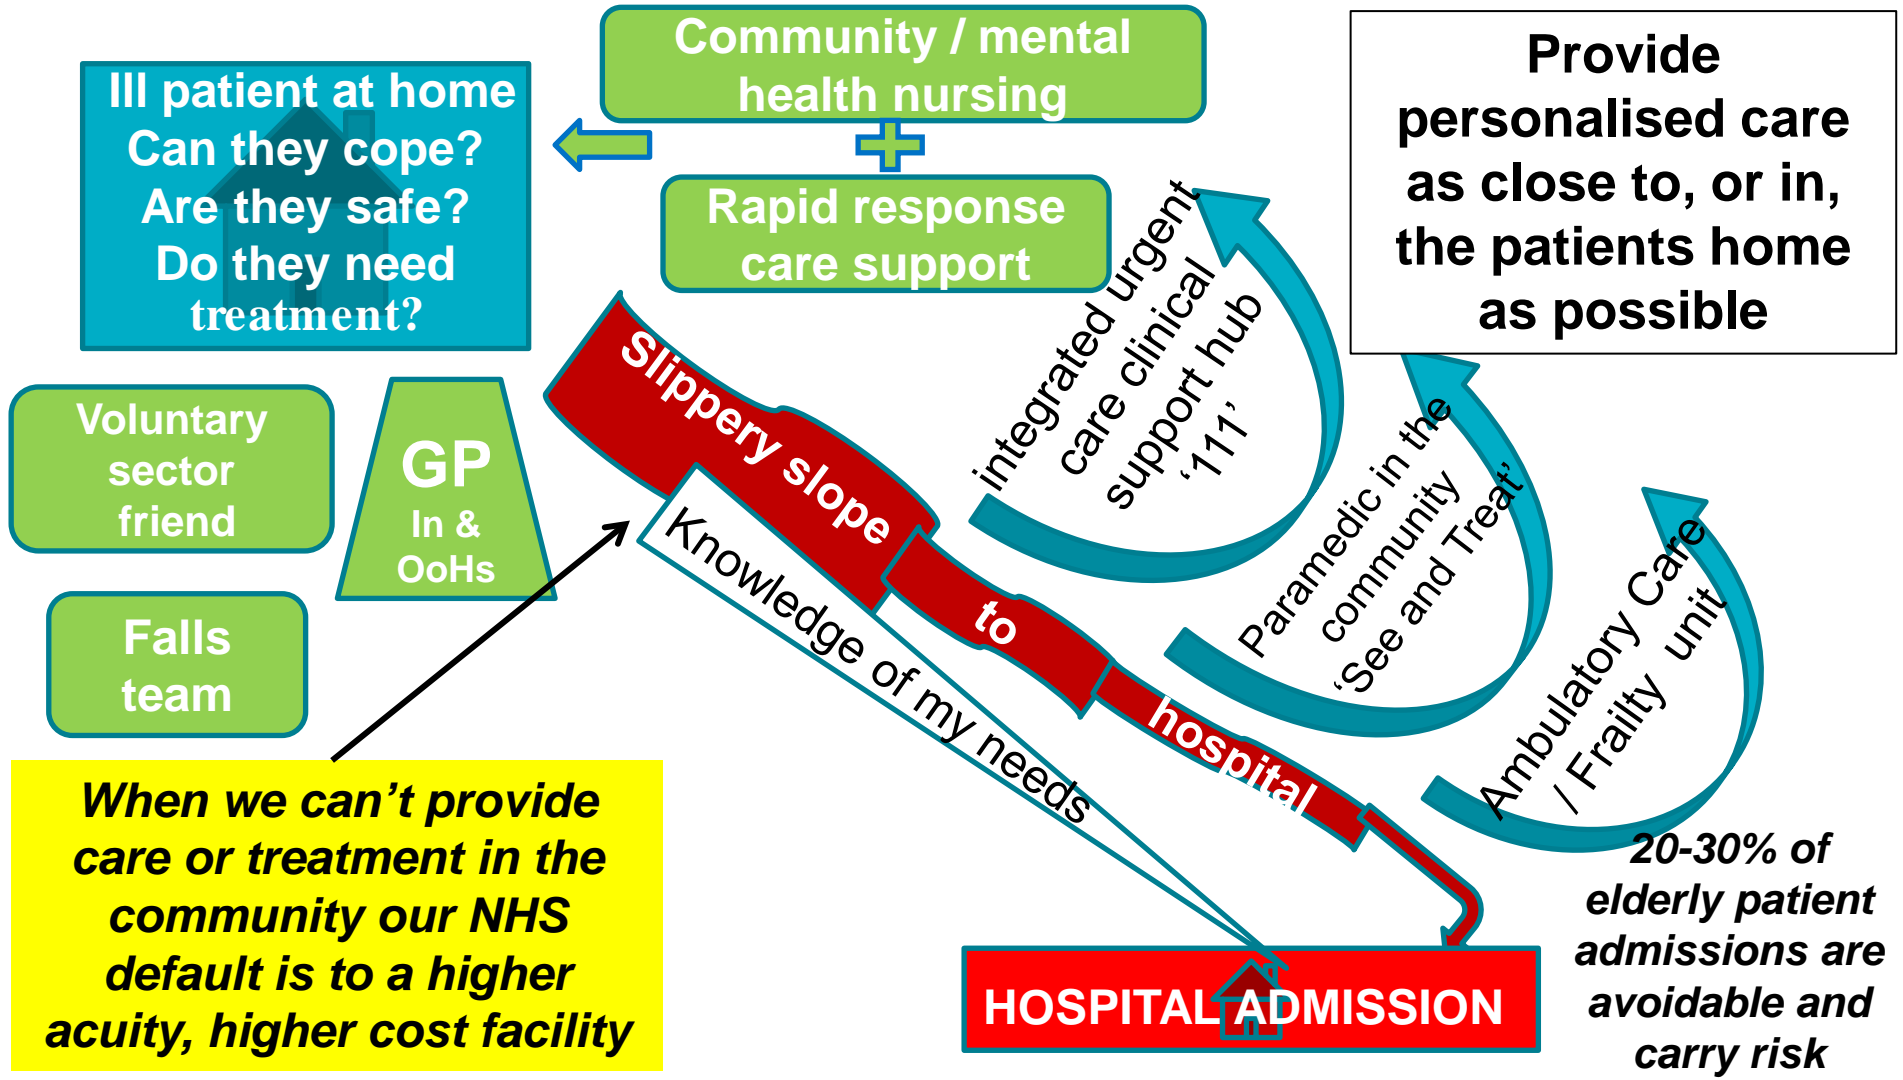 Ill patient at home
Can they cope?
Are they safe?
Do they need
treatment?
Community / mental
health nursing
Rapid response
care support
Provide
personalised care
as close to, or in,
the patients home
as possible
Voluntary
sector
friend
GP
In &
OoHs
Falls
team
Slippery slope
to
hospital
Knowledge of my needs
integrated urgent
care clinical
support hub
‘111’
Paramedic in the
community
‘See and Treat’
Ambulatory Care
/ Frailty unit
When we can’t provide
care or treatment in the
community our NHS
default is to a higher
acuity, higher cost facility
HOSPITAL ADMISSION
20-30% of
elderly patient
admissions are
avoidable and
carry risk